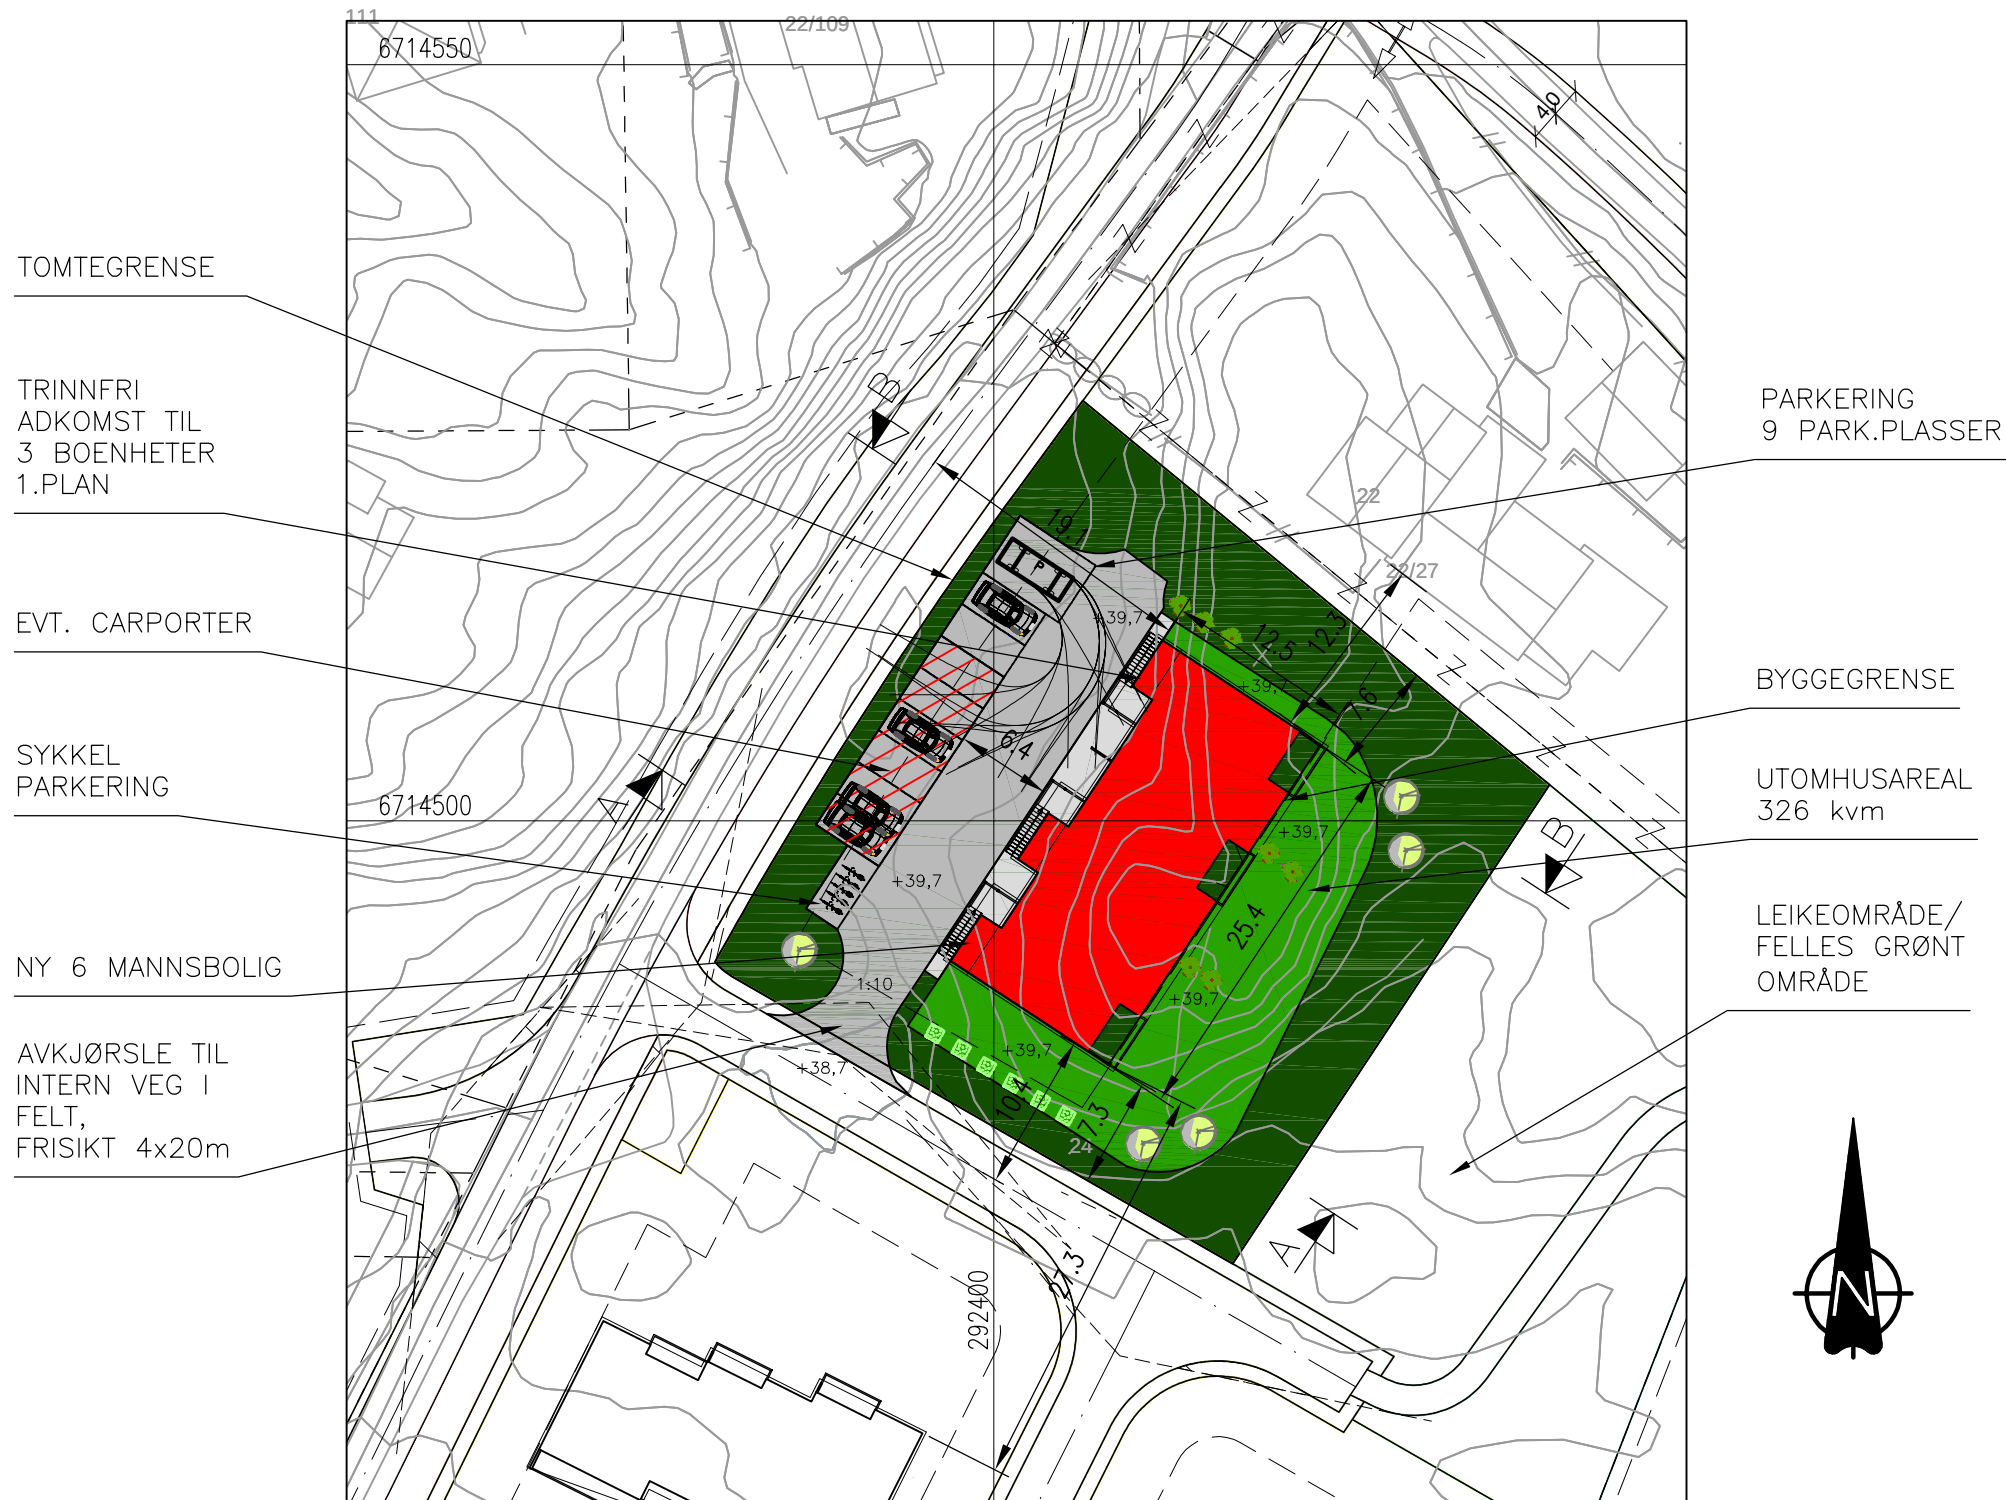 111
22/109
6714550
40
TOMTEGRENSE
TRINNFRI
ADKOMST TIL
3 BOENHETER
1.PLAN
EVT. CARPORTER
SYKKEL
PARKERING
NY 6 MANNSBOLIG
AVKJØRSLE TIL
INTERN VEG I
FELT,
FRISIKT 4x20m
B
A
6714500
19.1
P
+39,7
12.5
12.3
+39,7
7.6
6.4
22
22/27
+39,7
+39,7
25.4
+39,7
1:10
+38,7
+39,7
10.4
7.3
24
27.3
292400
B
A
PARKERING
9 PARK.PLASSER
BYGGEGRENSE
UTOMHUSAREAL
326 kvm
LEIKEOMRÅDE/
FELLES GRØNT
OMRÅDE
N